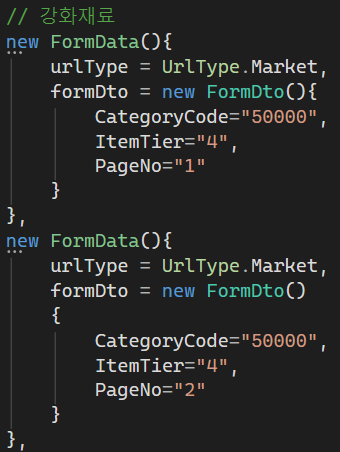 // 강화재료
new FormData(){
    urlType = UrlType.Market,
    formDto = new FormDto(){
        CategoryCode="50000",
        ItemTier="4",
        PageNo="1"
    }
},
new FormData(){
    urlType = UrlType.Market,
    formDto = new FormDto()
    {
        CategoryCode="50000",
        ItemTier="4",
        PageNo="2"
    }
},